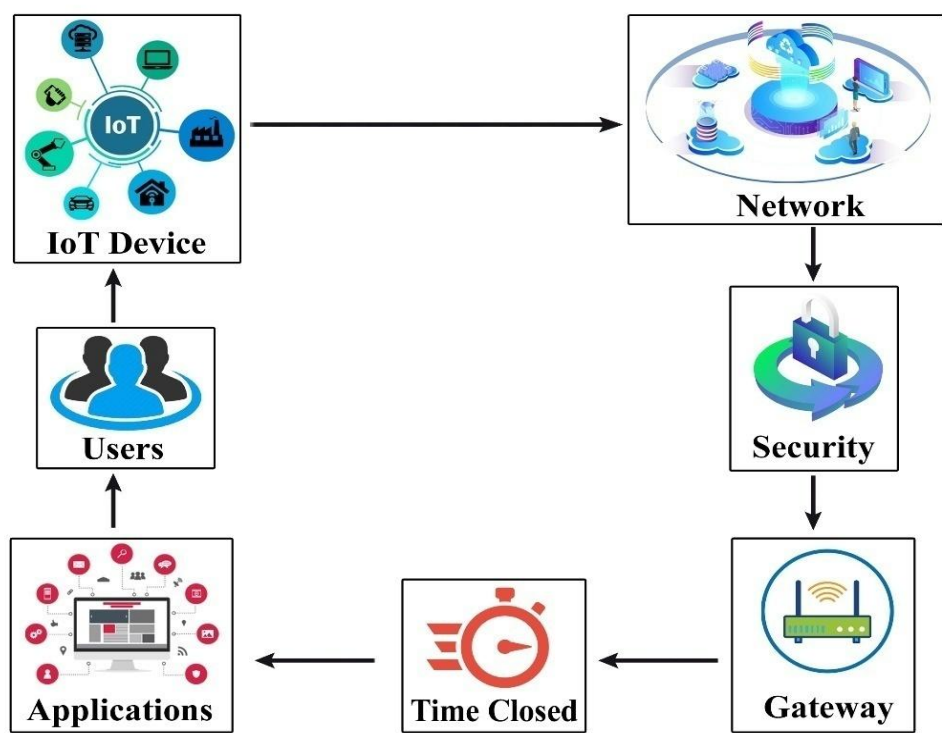 IoT
IoT Device
Network
Users
Security
Applications
Time Closed
Gateway